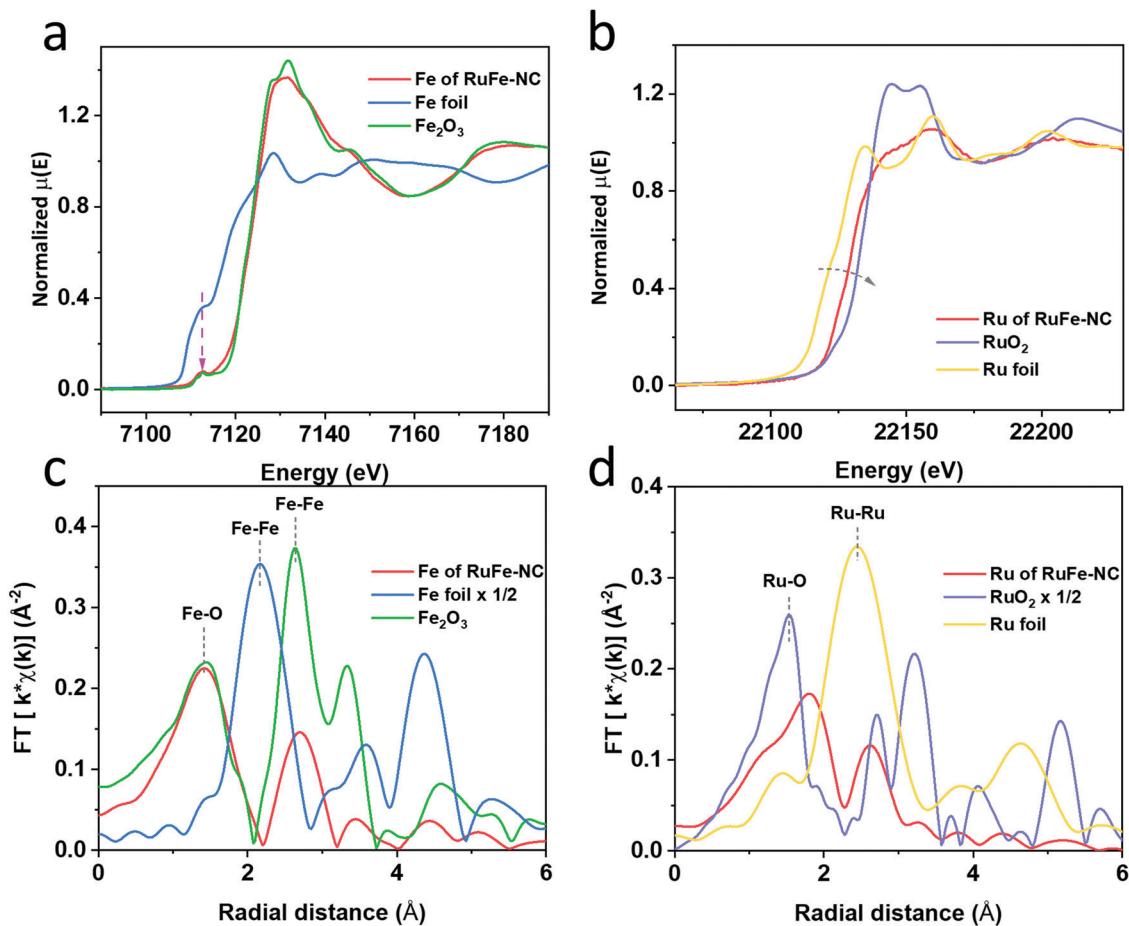 a
Normalized μ(E)
1.2
0.8
0.4
0.0
Fe of RuFe-NC
Fe foil
Fe₂O₃
7100
7120
7140
7160
7180
Energy (eV)
b
Normalized μ(E)
1.2
0.8
0.4
0.0
Ru of RuFe-NC
RuO₂
Ru foil
22100
22150
22200
Energy (eV)
c
FT [ k*χ(k)] (Å⁻²)
0.4
0.3
0.2
0.1
0.0
Fe-Fe
Fe-Fe
Fe-O
Fe of RuFe-NC
Fe foil x 1/2
Fe₂O₃
0
2
4
6
Radial distance (Å)
d
FT [ k*χ(k)] (Å⁻²)
0.4
0.3
0.2
0.1
0.0
Ru-Ru
Ru-O
Ru of RuFe-NC
RuO₂ x 1/2
Ru foil
0
2
4
6
Radial distance (Å)